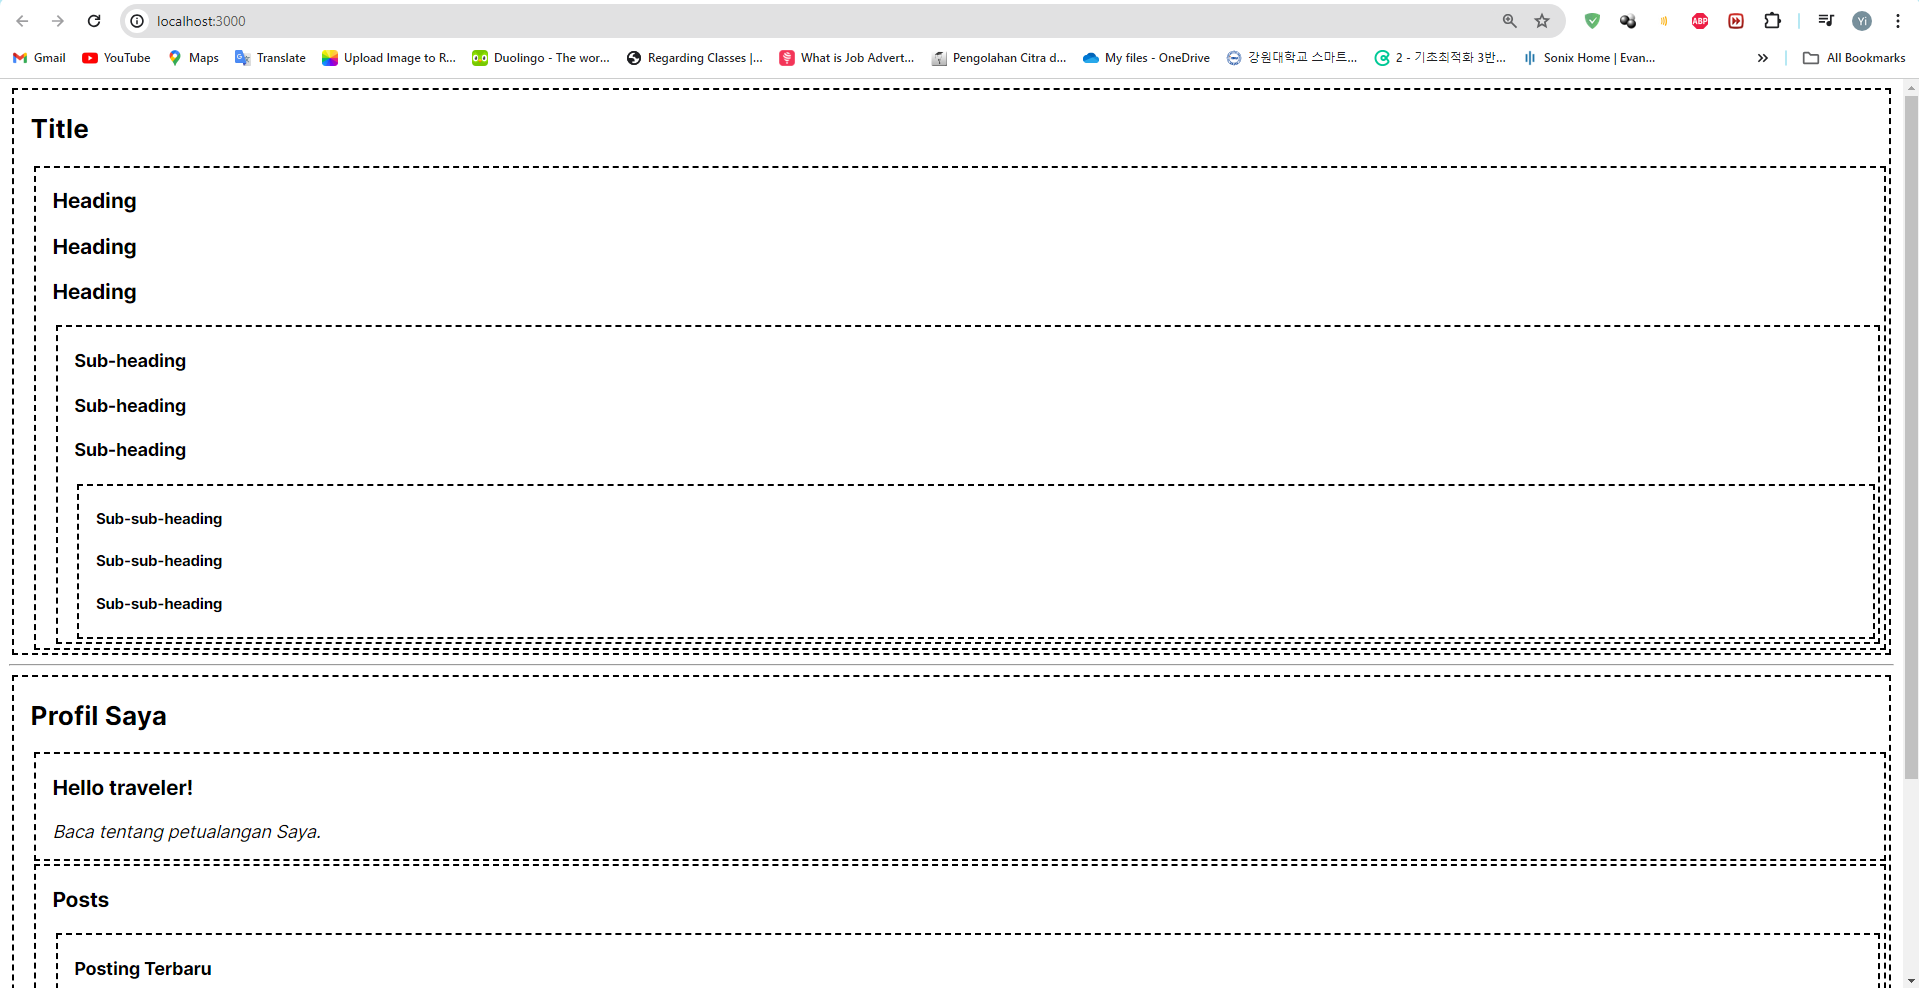 localhost:3000
Gmail YouTube Maps Translate Upload Image to R... Duolingo - The wor... Regarding Classes |... What is Job Advert... Pengolahan Citra d... My files - OneDrive 강원대학교 스마트... 2 - 기초최적화 3반... Sonix Home | Evan... All Bookmarks
Title
Heading
Heading
Heading
Sub-heading
Sub-heading
Sub-heading
Sub-sub-heading
Sub-sub-heading
Sub-sub-heading
Profil Saya
Hello traveler!
Baca tentang petualangan Saya.
Posts
Posting Terbaru
ABP
Yi